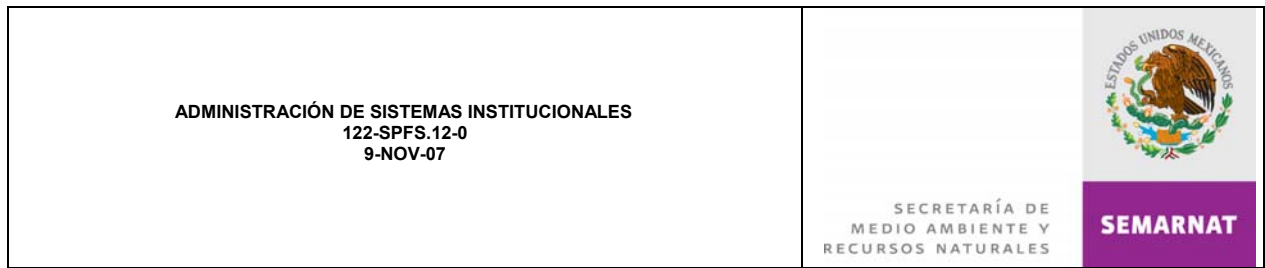 ADMINISTRACIÓN DE SISTEMAS INSTITUCIONALES
122-SPFS.12-0
9-NOV-07
ESTADOS UNIDOS MEXICANOS
SECRETARÍA DE
MEDIO AMBIENTE Y
RECURSOS NATURALES
SEMARNAT